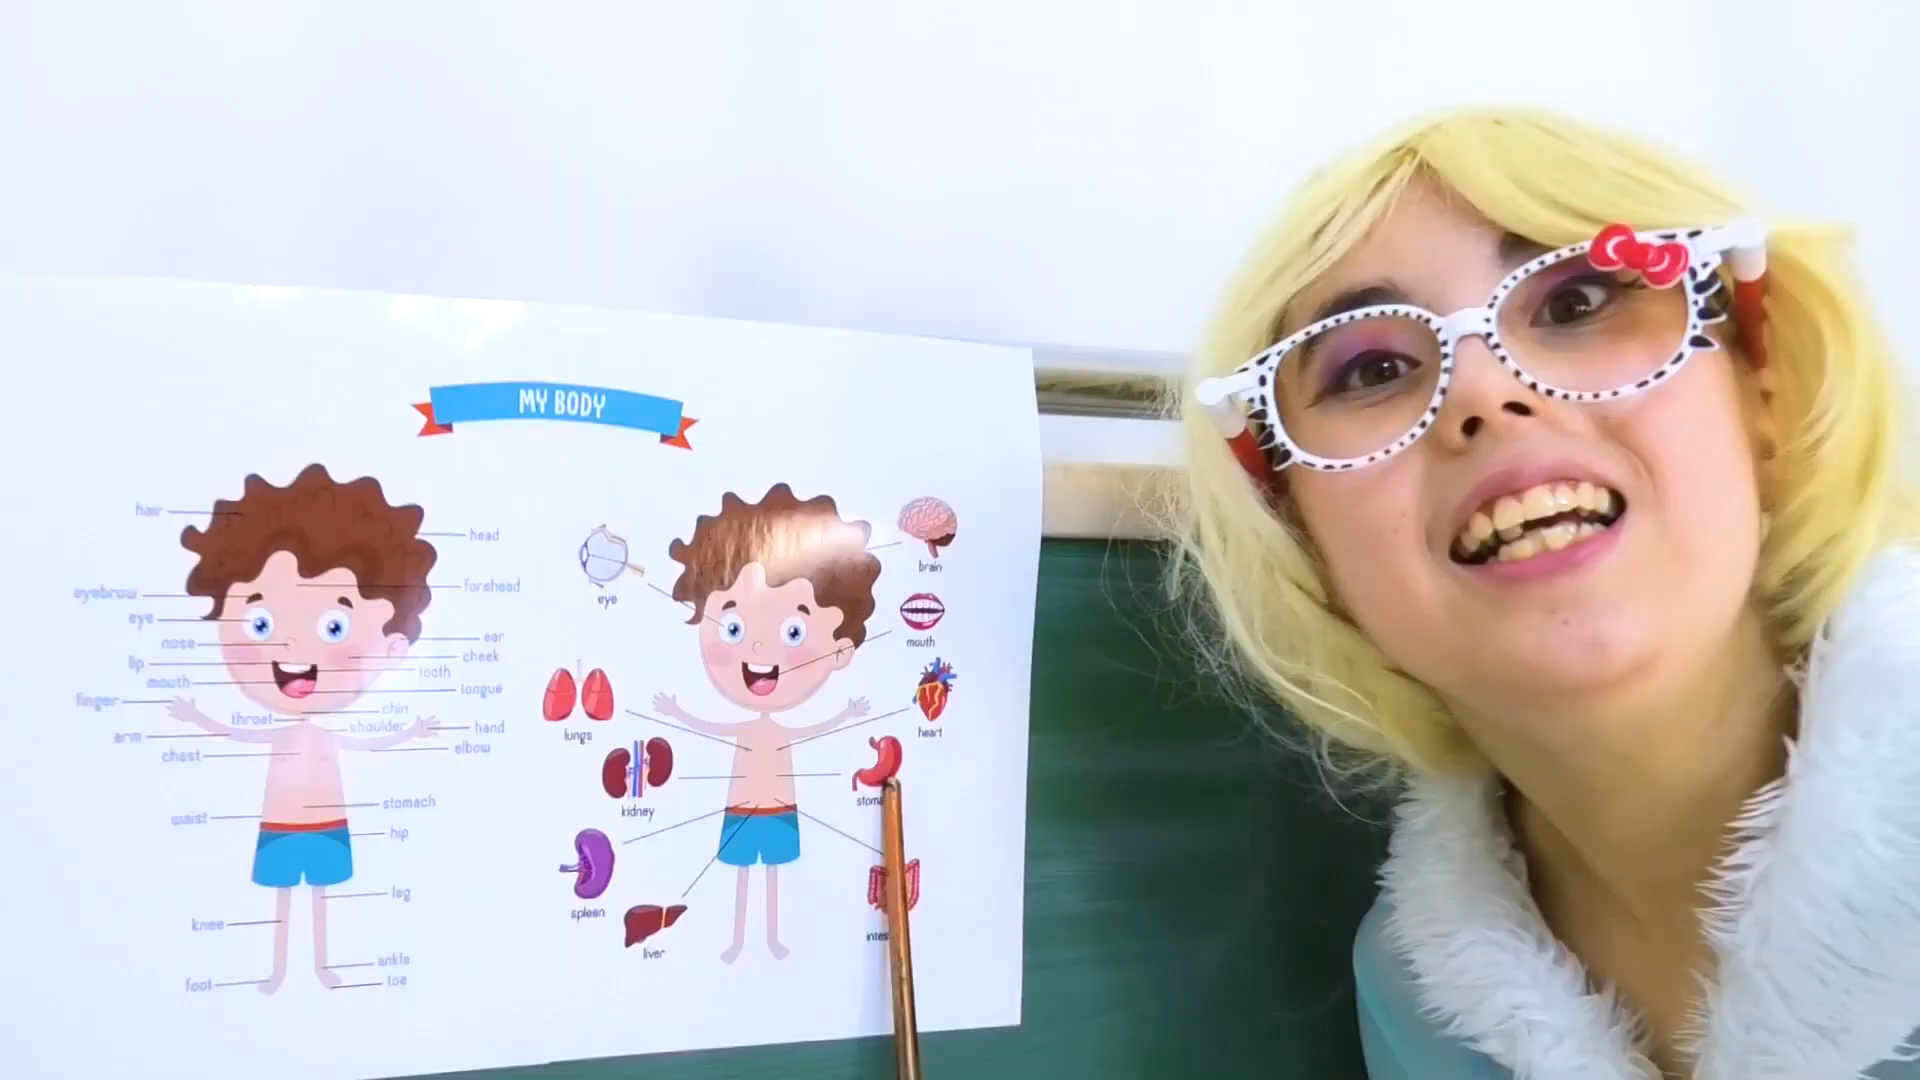 MY BODY
hair
head
eyebrow
forehead
eye
nose
ear
lip
cheek
mouth
tooth
finger
tongue
throat
chin
shoulder
hand
arm
elbow
chest
stomach
waist
hip
leg
knee
ankle
foot
toe
eye
brain
mouth
lungs
heart
kidney
stoma
spleen
liver
intes